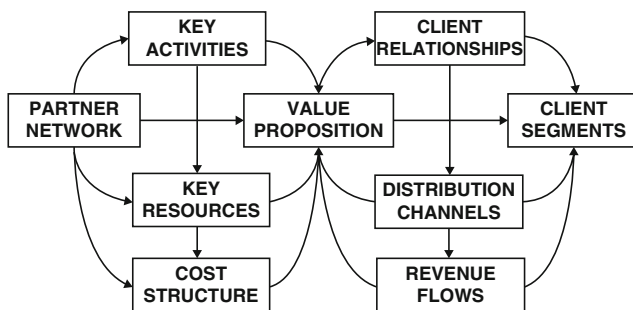 KEY
ACTIVITIES
CLIENT
RELATIONSHIPS
PARTNER
NETWORK
VALUE
PROPOSITION
CLIENT
SEGMENTS
KEY
RESOURCES
DISTRIBUTION
CHANNELS
COST
STRUCTURE
REVENUE
FLOWS